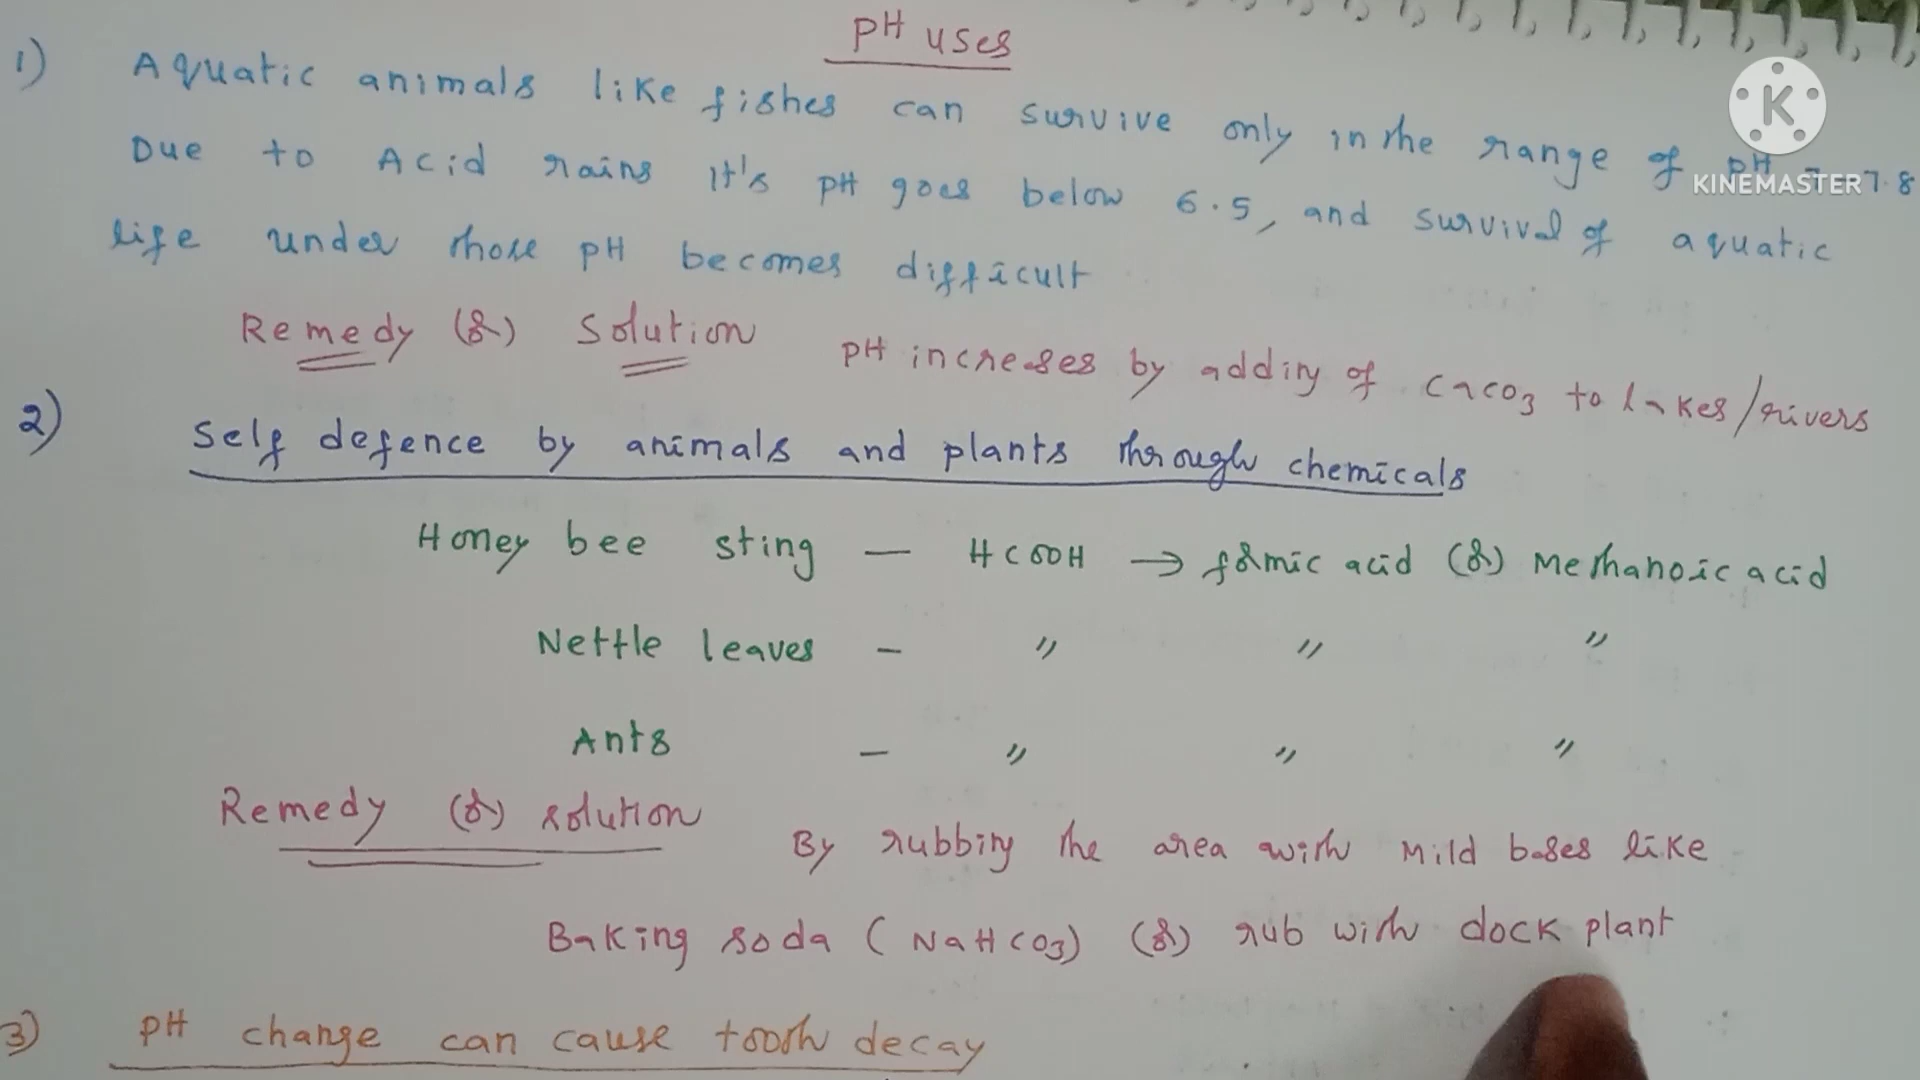 pH uses
1) Aquatic animals like fishes can survive only in the range of pH 7-7.8
Due to Acid rains it's pH goes below 6.5, and survival of aquatic
life under those pH becomes difficult
Remedy (or) Solution pH increases by adding of CaCO3 to lakes/rivers
2) Self defence by animals and plants through chemicals
Honey bee sting — HCOOH → formic acid (or) Methanoic acid
Nettle leaves - " " "
Ants - " " "
Remedy (or) solution By rubbing the area with Mild bases like
Baking soda (NaHCO3) (or) rub with dock plant
3) pH change can cause tooth decay
K
KINEMASTER